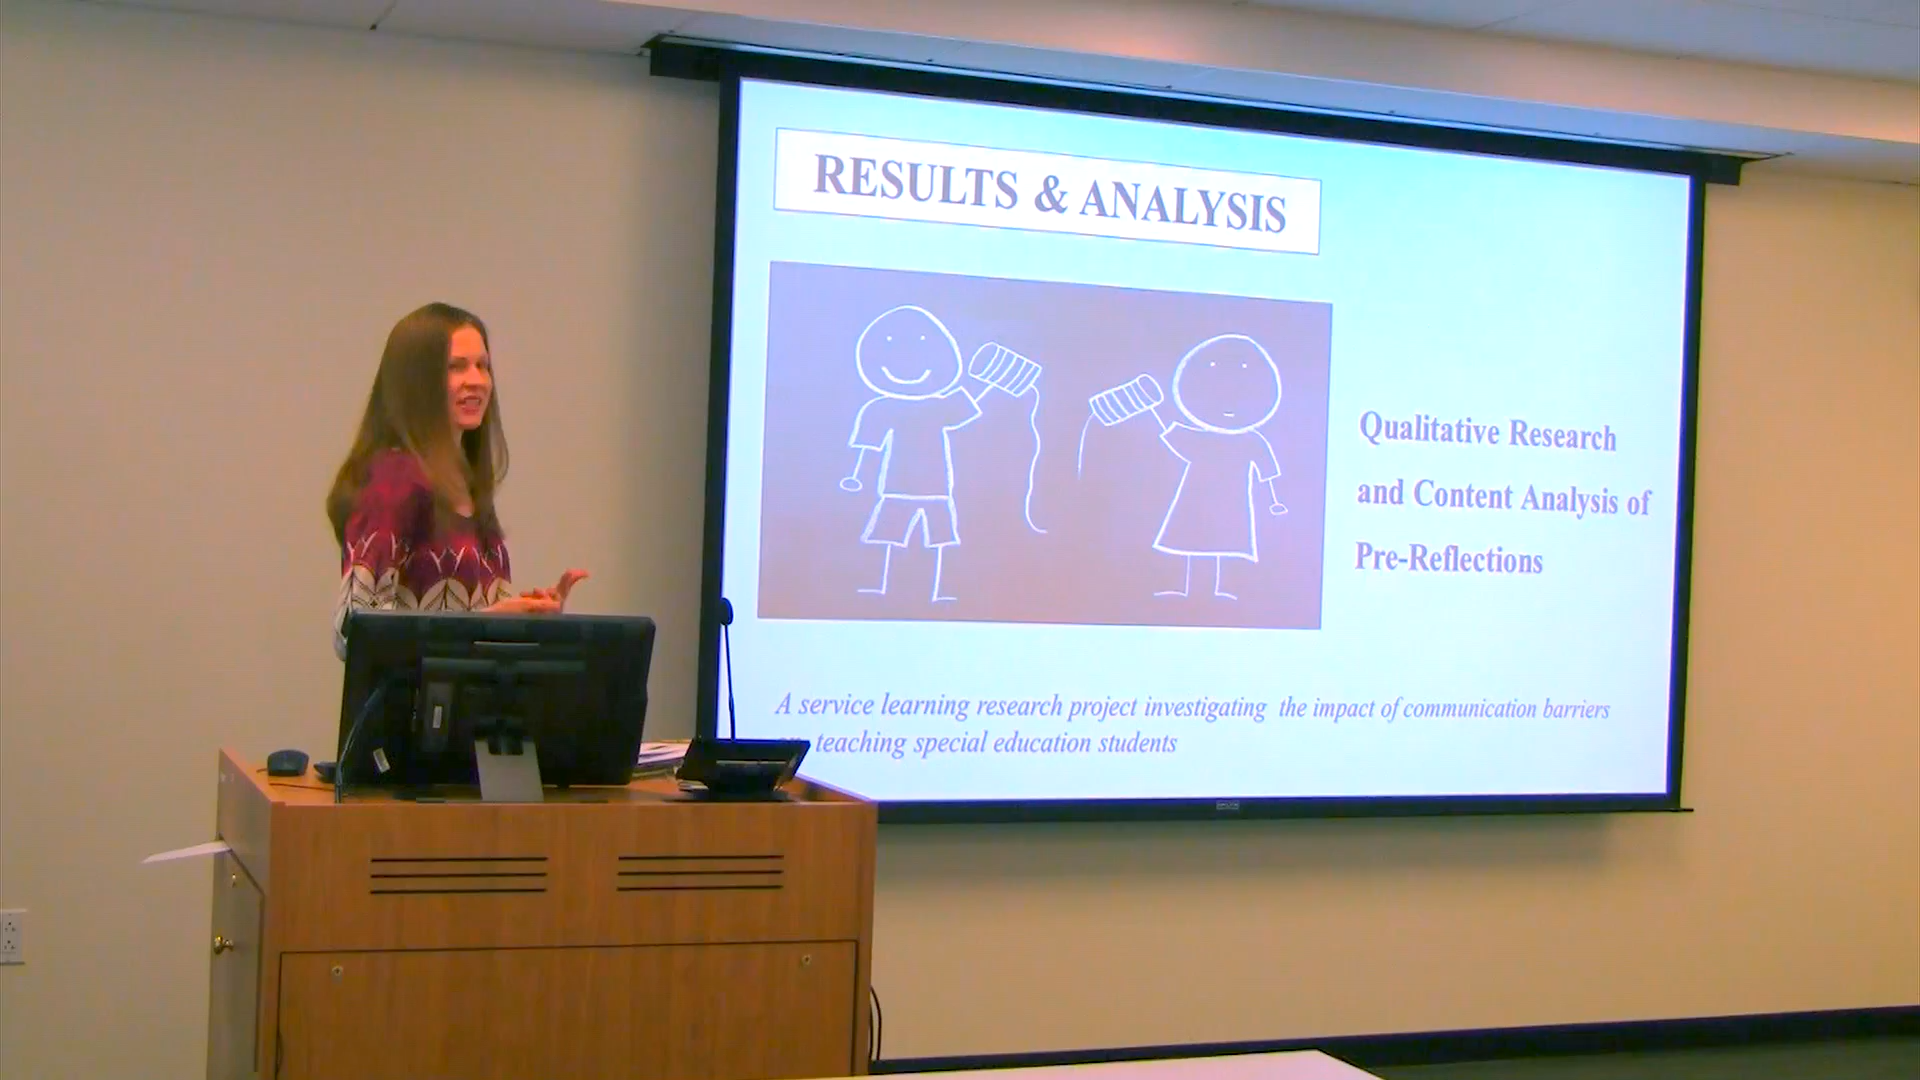 RESULTS & ANALYSIS
Qualitative Research
and Content Analysis of
Pre-Reflections
A service learning research project investigating the impact of communication barriers
teaching special education students